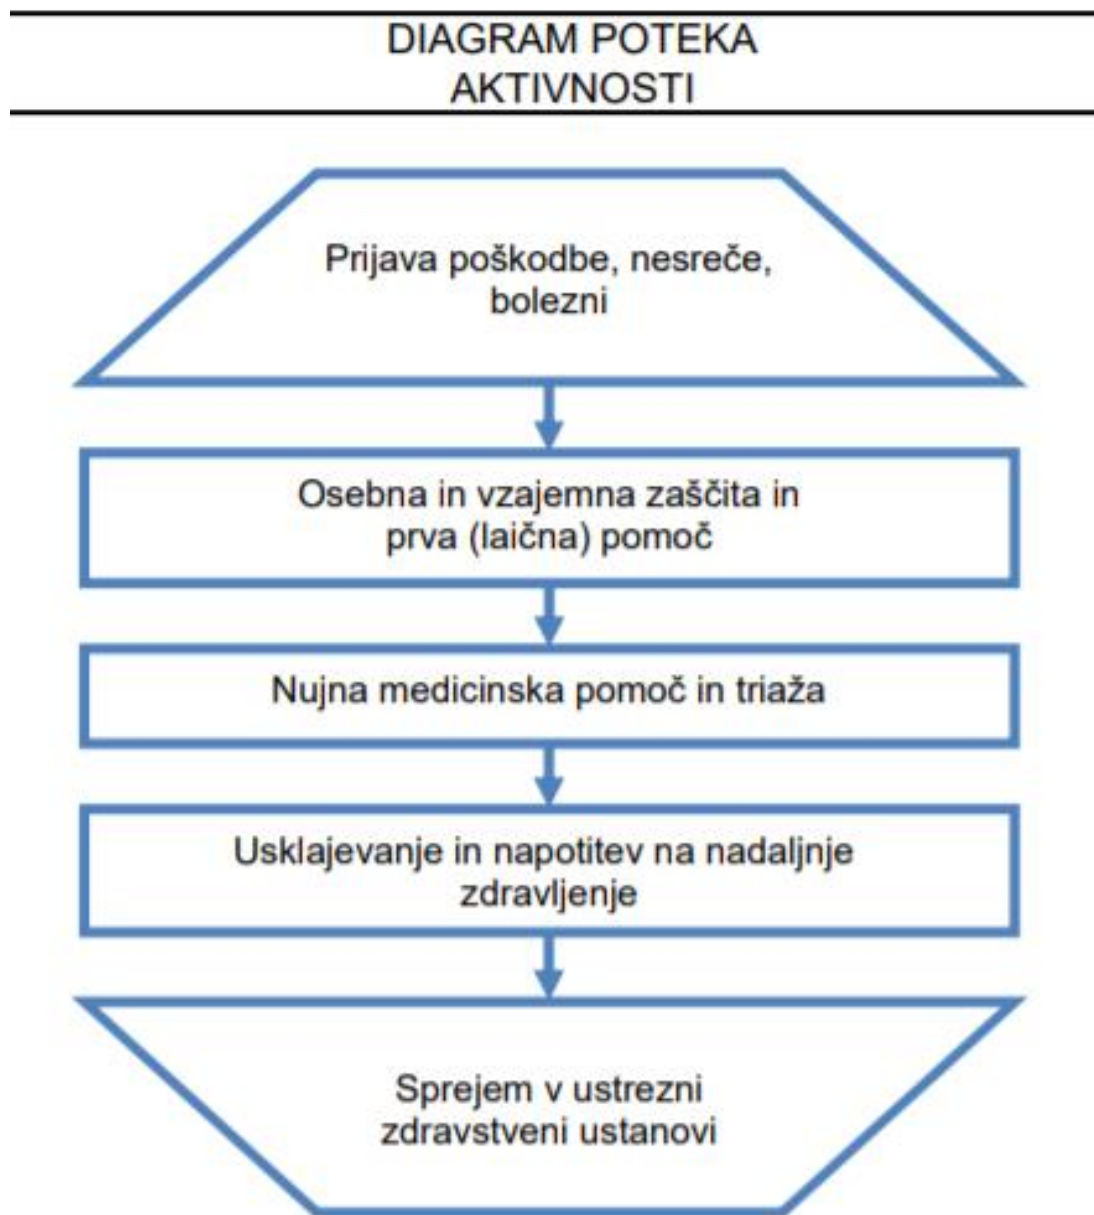 DIAGRAM POTEKA
AKTIVNOSTI
Prijava poškodbe, nesreče,
bolezni
Osebna in vzajemna zaščita in
prva (laična) pomoč
Nujna medicinska pomoč in triaža
Usklajevanje in napotitev na nadaljnje
zdravljenje
Sprejem v ustrezni
zdravstveni ustanovi